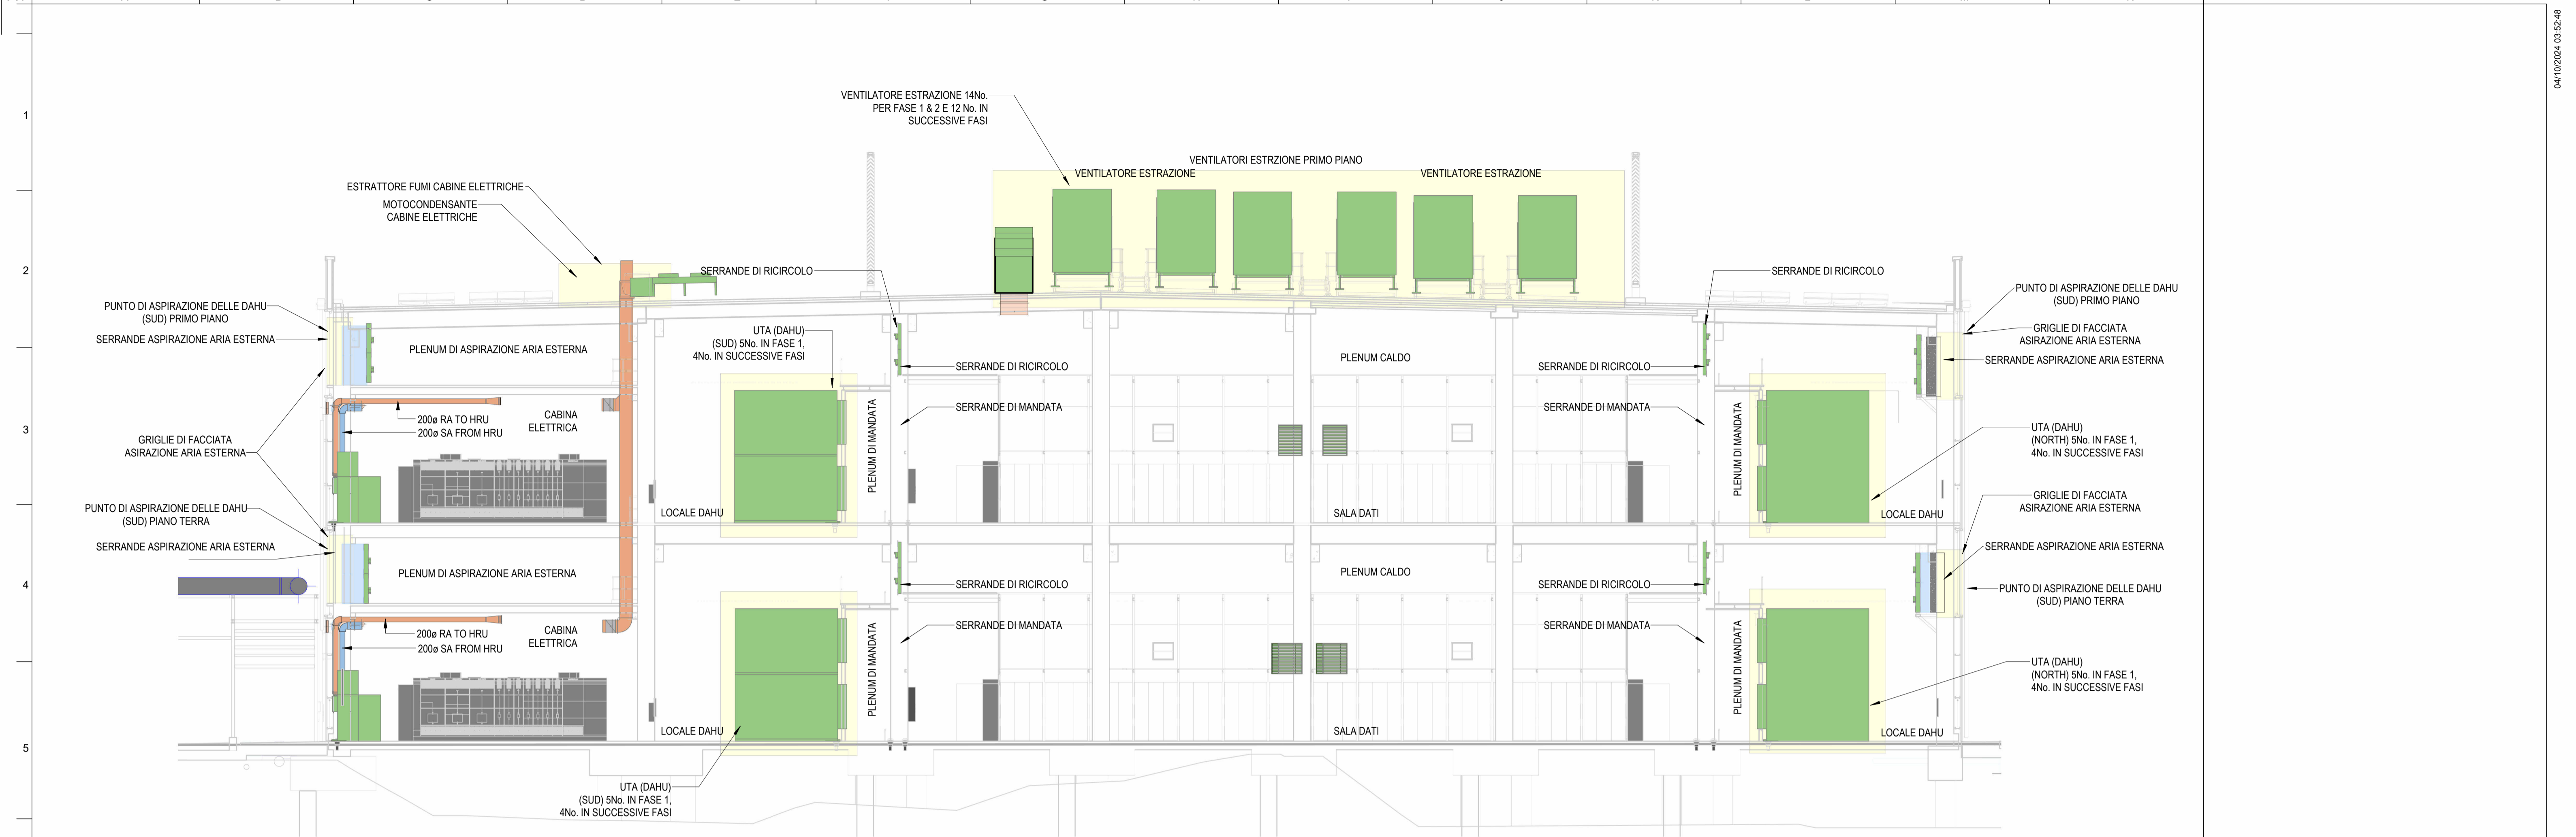 04/10/2024 03:52:48
1
VENTILATORE ESTRAZIONE 14No.
PER FASE 1 & 2 E 12 No. IN
SUCCESSIVE FASI
VENTILATORI ESTRZIONE PRIMO PIANO
VENTILATORE ESTRAZIONE
VENTILATORE ESTRAZIONE
ESTRATTORE FUMI CABINE ELETTRICHE
MOTOCONDENSANTE
CABINE ELETTRICHE
2
SERRANDE DI RICIRCOLO
SERRANDE DI RICIRCOLO
PUNTO DI ASPIRAZIONE DELLE DAHU
(SUD) PRIMO PIANO
SERRANDE ASPIRAZIONE ARIA ESTERNA
PLENUM DI ASPIRAZIONE ARIA ESTERNA
UTA (DAHU)
(SUD) 5No. IN FASE 1,
4No. IN SUCCESSIVE FASI
SERRANDE DI RICIRCOLO
PLENUM CALDO
SERRANDE DI RICIRCOLO
PUNTO DI ASPIRAZIONE DELLE DAHU
(SUD) PRIMO PIANO
GRIGLIE DI FACCIATA
ASIRAZIONE ARIA ESTERNA
SERRANDE ASPIRAZIONE ARIA ESTERNA
3
GRIGLIE DI FACCIATA
ASIRAZIONE ARIA ESTERNA
200ø RA TO HRU
200ø SA FROM HRU
CABINA
ELETTRICA
PLENUM DI MANDATA
SERRANDE DI MANDATA
SERRANDE DI MANDATA
PLENUM DI MANDATA
UTA (DAHU)
(NORTH) 5No. IN FASE 1,
4No. IN SUCCESSIVE FASI
LOCALE DAHU
SALA DATI
LOCALE DAHU
PUNTO DI ASPIRAZIONE DELLE DAHU
(SUD) PIANO TERRA
SERRANDE ASPIRAZIONE ARIA ESTERNA
GRIGLIE DI FACCIATA
ASIRAZIONE ARIA ESTERNA
SERRANDE ASPIRAZIONE ARIA ESTERNA
4
PLENUM DI ASPIRAZIONE ARIA ESTERNA
SERRANDE DI RICIRCOLO
PLENUM CALDO
SERRANDE DI RICIRCOLO
PUNTO DI ASPIRAZIONE DELLE DAHU
(SUD) PIANO TERRA
200ø RA TO HRU
200ø SA FROM HRU
CABINA
ELETTRICA
PLENUM DI MANDATA
SERRANDE DI MANDATA
SERRANDE DI MANDATA
PLENUM DI MANDATA
UTA (DAHU)
(NORTH) 5No. IN FASE 1,
4No. IN SUCCESSIVE FASI
LOCALE DAHU
SALA DATI
LOCALE DAHU
5
UTA (DAHU)
(SUD) 5No. IN FASE 1,
4No. IN SUCCESSIVE FASI